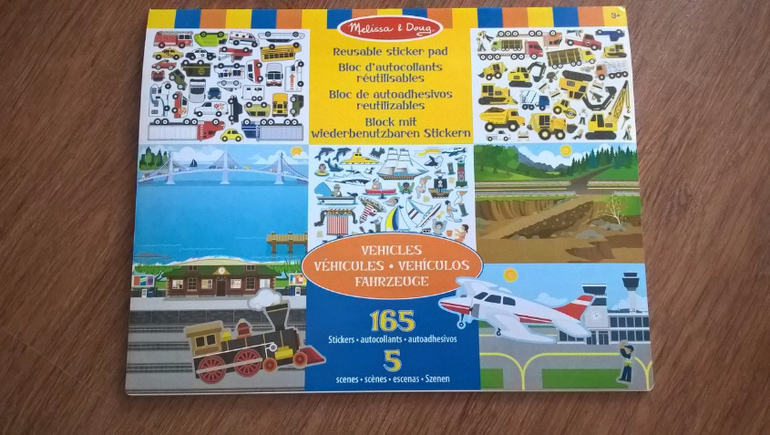 Melissa & Doug
3+
Reusable sticker pad
Bloc d'autocollants
réutilisables
Bloc de autoadhesivos
reutilizables
Block mit
wiederbenutzbaren Stickern
VEHICLES
VÉHICULES • VEHÍCULOS
FAHRZEUGE
165
Stickers • autocollants • autoadhesivos
5
scenes • scènes • escenas • Szenen